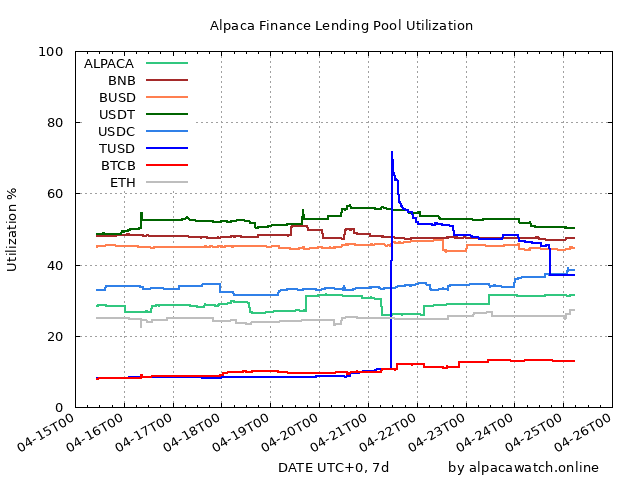 Alpaca Finance Lending Pool Utilization
100
80
60
40
20
0
Utilization %
ALPACA
BNB
BUSD
USDT
USDC
TUSD
BTCB
ETH
04-15T00
04-16T00
04-17T00
04-18T00
04-19T00
04-20T00
04-21T00
04-22T00
04-23T00
04-24T00
04-25T00
04-26T00
DATE UTC+0, 7d
by alpacawatch.online